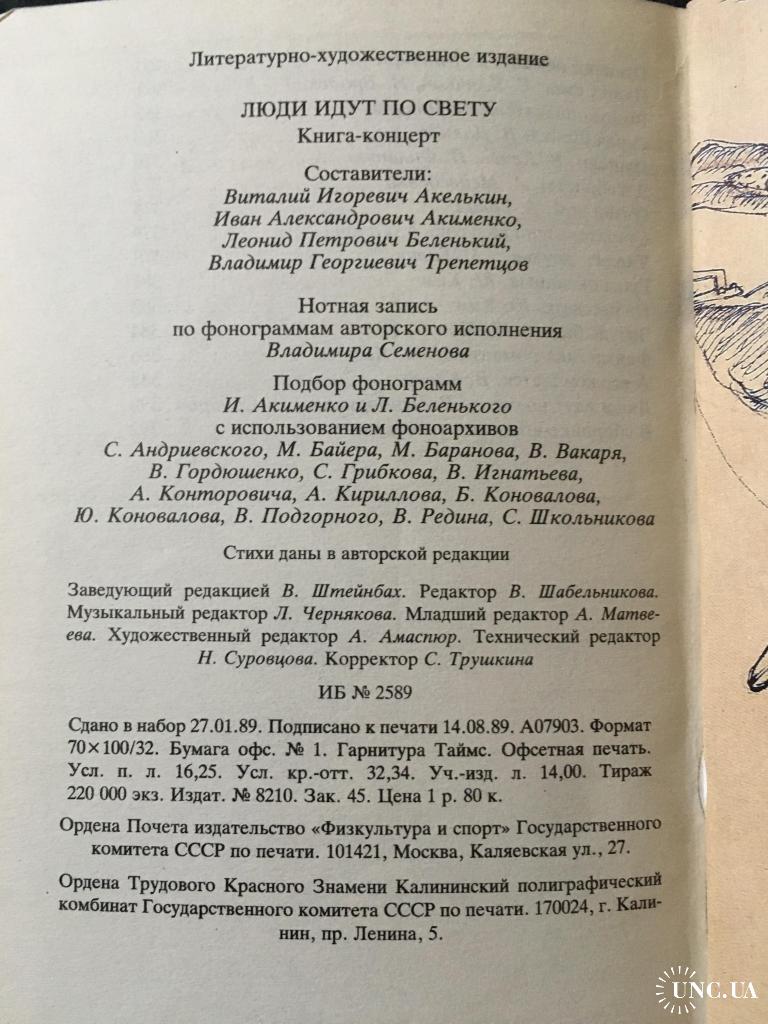 Литературно-художественное издание
ЛЮДИ ИДУТ ПО СВЕТУ
Книга-концерт
Составители:
Виталий Игоревич Акелькин,
Иван Александрович Акименко,
Леонид Петрович Беленький,
Владимир Георгиевич Трепетцов
Нотная запись
по фонограммам авторского исполнения
Владимира Семенова
Подбор фонограмм
И. Акименко и Л. Беленького
с использованием фоноархивов
С. Андриевского, М. Байера, М. Баранова, В. Вакаря,
В. Гордюшенко, С. Грибкова, В. Игнатьева,
А. Конторовича, А. Кириллова, Б. Коновалова,
Ю. Коновалова, В. Подгорного, В. Редина, С. Школьникова
Стихи даны в авторской редакции
Заведующий редакцией В. Штейнбах. Редактор В. Шабельникова.
Музыкальный редактор Л. Чернякова. Младший редактор А. Матве-
ева. Художественный редактор А. Амаспюр. Технический редактор
Н. Суровцова. Корректор С. Трушкина
ИБ № 2589
Сдано в набор 27.01.89. Подписано к печати 14.08.89. А07903. Формат
70×100/32. Бумага офс. № 1. Гарнитура Таймс. Офсетная печать.
Усл. п. л. 16,25. Усл. кр.-отт. 32,34. Уч.-изд. л. 14,00. Тираж
220 000 экз. Издат. № 8210. Зак. 45. Цена 1 р. 80 к.
Ордена Почета издательство «Физкультура и спорт» Государственного
комитета СССР по печати. 101421, Москва, Каляевская ул., 27.
Ордена Трудового Красного Знамени Калининский полиграфический
комбинат Государственного комитета СССР по печати. 170024, г. Кали-
нин, пр. Ленина, 5.
UNC.UA